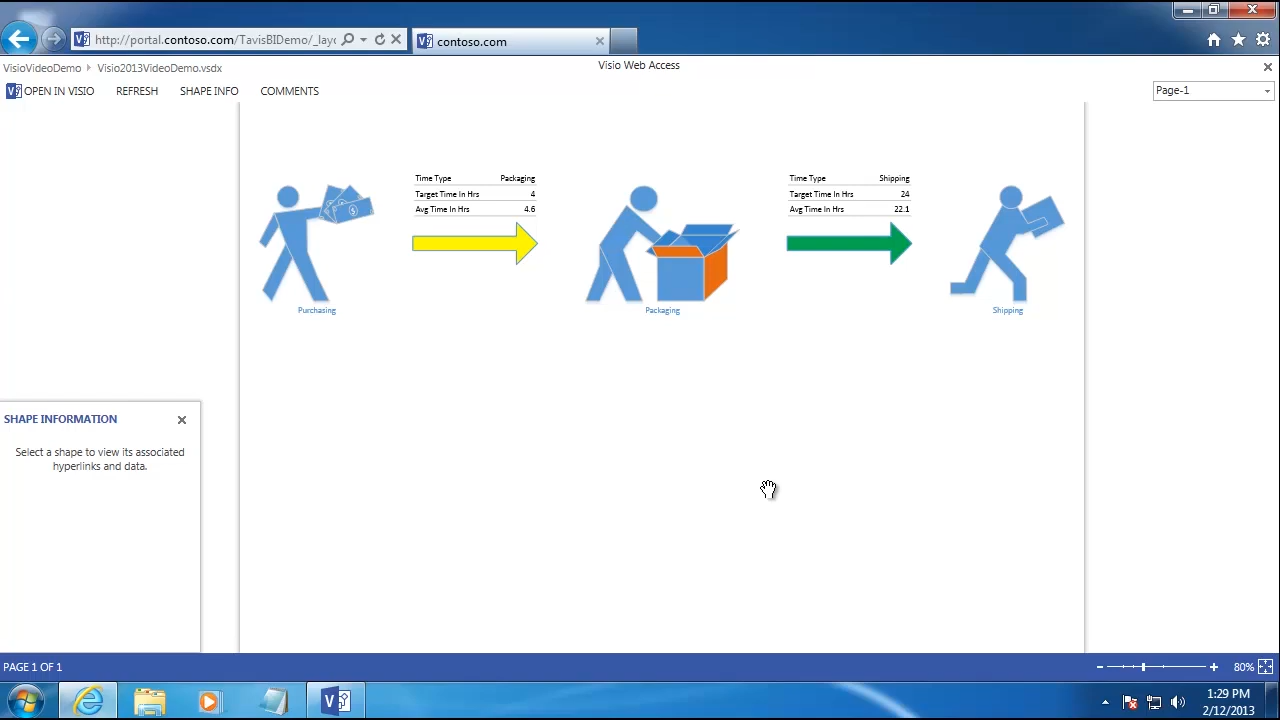 http://portal.contoso.com/TavisBIDemo/_laye
contoso.com
VisioVideoDemo Visio2013VideoDemo.vsdx
Visio Web Access
OPEN IN VISIO REFRESH SHAPE INFO COMMENTS
Page-1
Time Type Packaging
Target Time In Hrs 4
Avg Time In Hrs 4.6
Time Type Shipping
Target Time In Hrs 24
Avg Time In Hrs 22.1
Purchasing
Packaging
Shipping
SHAPE INFORMATION
Select a shape to view its associated
hyperlinks and data.
PAGE 1 OF 1
80%
1:29 PM
2/12/2013